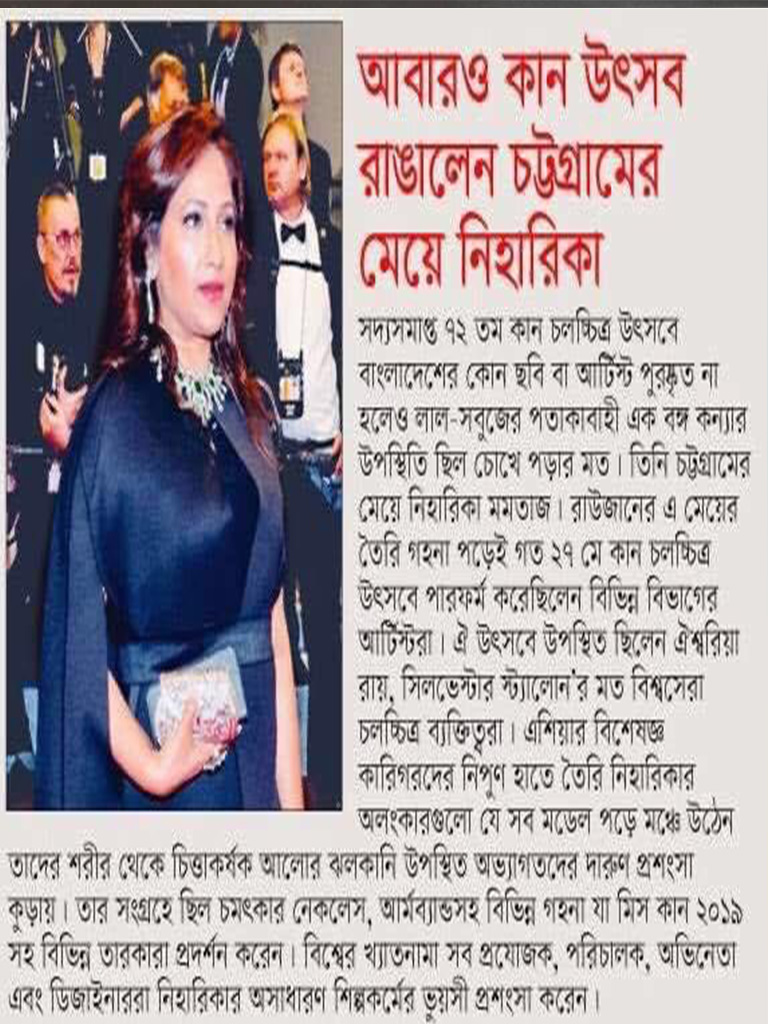 আবারও কান উৎসব
রাঙালেন চট্টগ্রামের
মেয়ে নিহারিকা
সদ্যসমাপ্ত ৭২ তম কান চলচ্চিত্র উৎসবে
বাংলাদেশের কোন ছবি বা আর্টিস্ট পুরষ্কৃত না
হলেও লাল-সবুজের পতাকাবাহী এক বঙ্গ কন্যার
উপস্থিতি ছিল চোখে পড়ার মত। তিনি চট্টগ্রামের
মেয়ে নিহারিকা মমতাজ। রাউজানের এ মেয়ের
তৈরি গহনা পড়েই গত ২৭ মে কান চলচ্চিত্র
উৎসবে পারফর্ম করেছিলেন বিভিন্ন বিভাগের
আর্টিস্টরা। ঐ উৎসবে উপস্থিত ছিলেন ঐশ্বরিয়া
রায়, সিলভেস্টার স্ট্যালোন'র মত বিশ্বসেরা
চলচ্চিত্র ব্যক্তিত্বরা। এশিয়ার বিশেষজ্ঞ
কারিগরদের নিপুণ হাতে তৈরি নিহারিকার
অলংকারগুলো যে সব মডেল পড়ে মঞ্চে উঠেন
তাদের শরীর থেকে চিত্তাকর্ষক আলোর ঝলকানি উপস্থিত অভ্যাগতদের দারুণ প্রশংসা
কুড়ায়। তার সংগ্রহে ছিল চমৎকার নেকলেস, আর্মব্যান্ডসহ বিভিন্ন গহনা যা মিস কান ২০১৯
সহ বিভিন্ন তারকারা প্রদর্শন করেন। বিশ্বের খ্যাতনামা সব প্রযোজক, পরিচালক, অভিনেতা
এবং ডিজাইনাররা নিহারিকার অসাধারণ শিল্পকর্মের ভুয়সী প্রশংসা করেন।